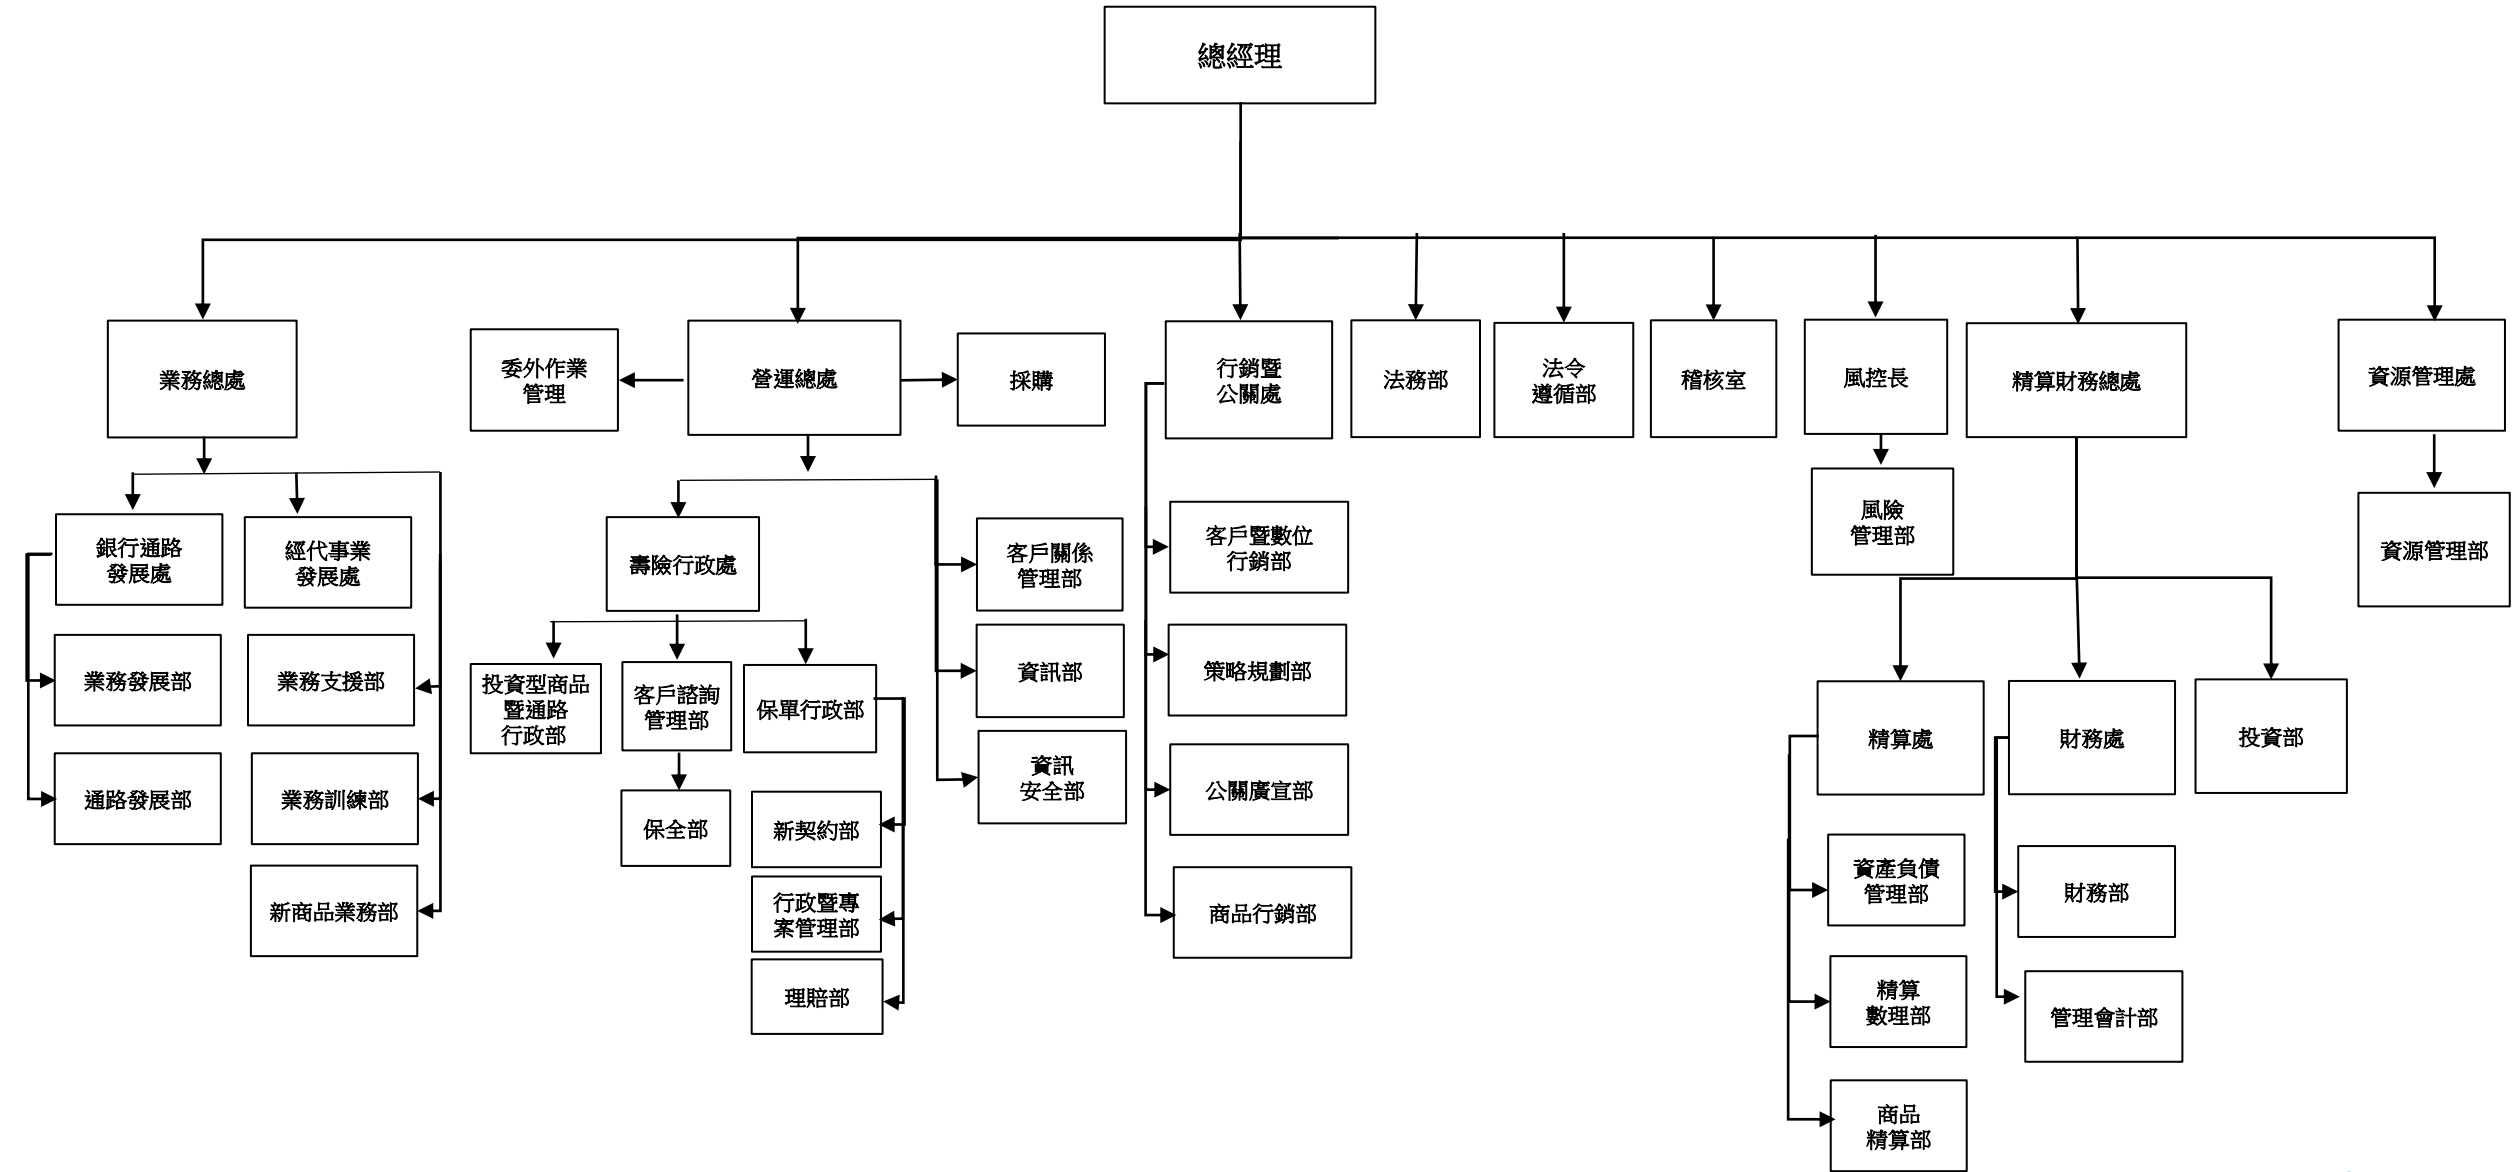 總經理
業務總處
委外作業
管理
營運總處
採購
行銷暨
公關處
法務部
法令
遵循部
稽核室
風控長
精算財務總處
資源管理處
銀行通路
發展處
經代事業
發展處
業務發展部
業務支援部
通路發展部
業務訓練部
新商品業務部
壽險行政處
投資型商品
暨通路
行政部
客戶諮詢
管理部
保單行政部
保全部
新契約部
行政暨專
案管理部
理賠部
客戶關係
管理部
資訊部
資訊
安全部
客戶暨數位
行銷部
策略規劃部
公關廣宣部
商品行銷部
風險
管理部
精算處
財務處
投資部
資產負債
管理部
精算
數理部
商品
精算部
財務部
管理會計部
資源管理部